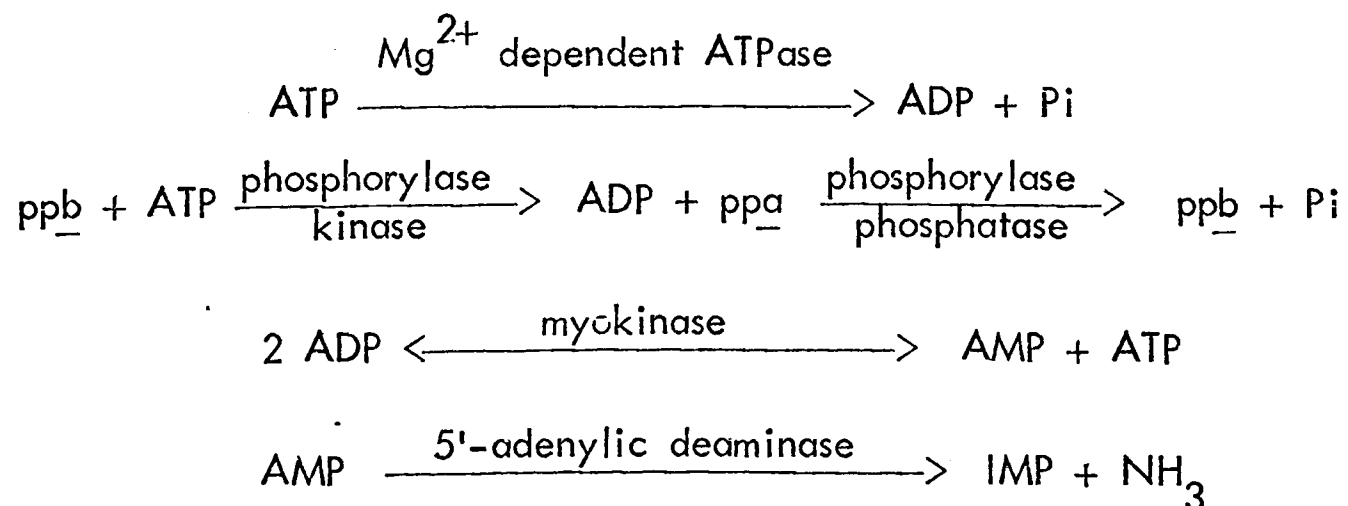 Mg2+ dependent ATPase
ATP ————> ADP + Pi
ppb + ATP phosphorylase kinase > ADP + ppa phosphorylase phosphatase > ppb + Pi
2 ADP <——— myokinase ———> AMP + ATP
AMP 5'-adenylic deaminase ———> IMP + NH3